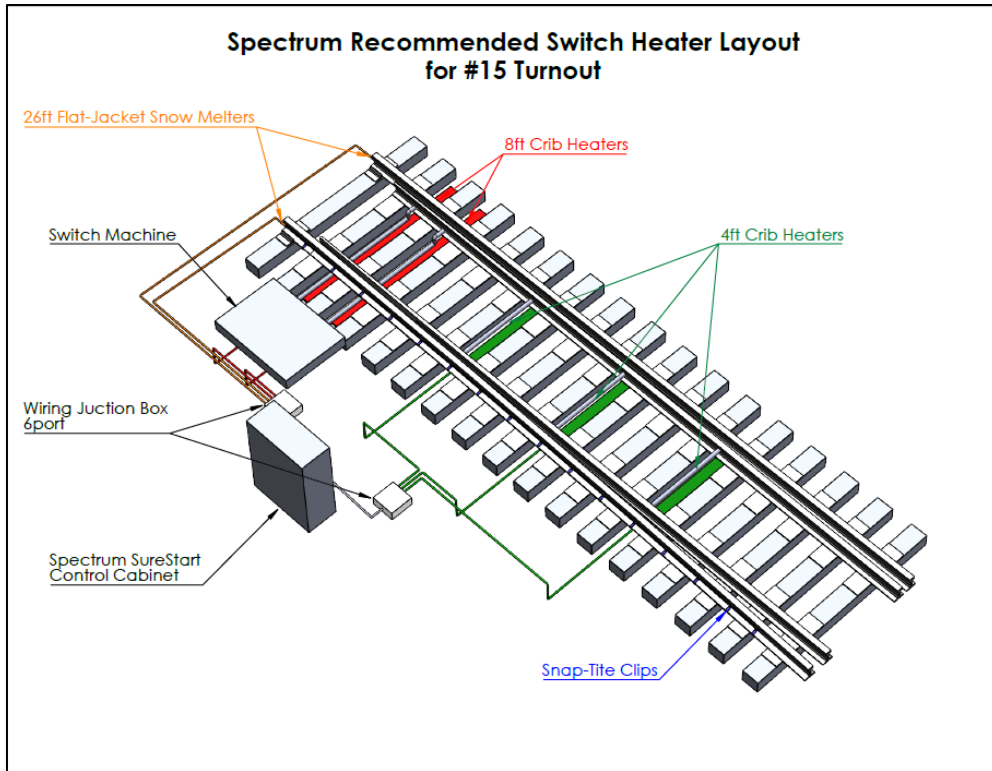 Spectrum Recommended Switch Heater Layout
for #15 Turnout
26ft Flat-Jacket Snow Melters
8ft Crib Heaters
Switch Machine
4ft Crib Heaters
Wiring Juction Box
6port
Spectrum SureStart
Control Cabinet
Snap-Tite Clips